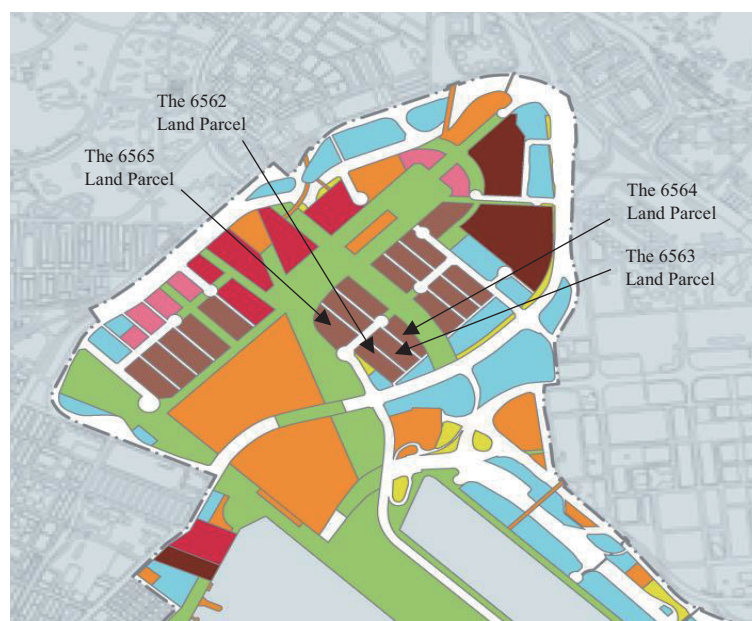 The 6562
Land Parcel
The 6565
Land Parcel
The 6564
Land Parcel
The 6563
Land Parcel